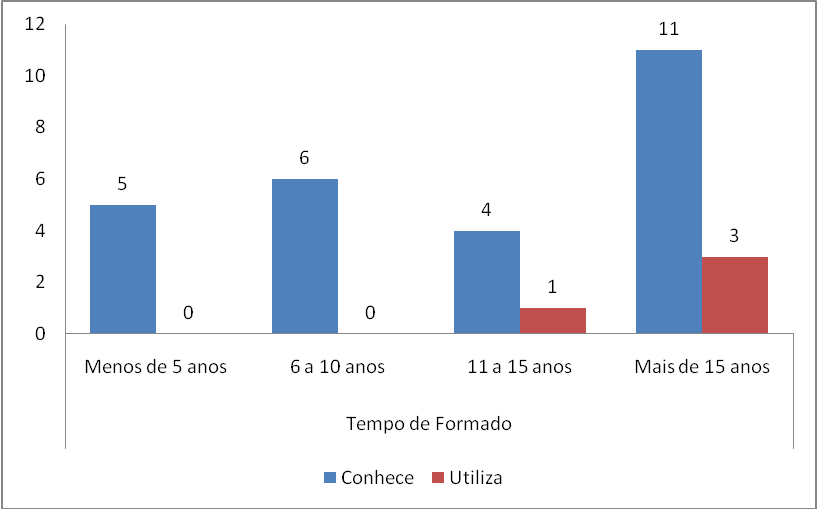 12
11
10
8
6
6
5
4
4
3
2
1
0
0
0
Menos de 5 anos
6 a 10 anos
11 a 15 anos
Mais de 15 anos
Tempo de Formado
Conhece
Utiliza